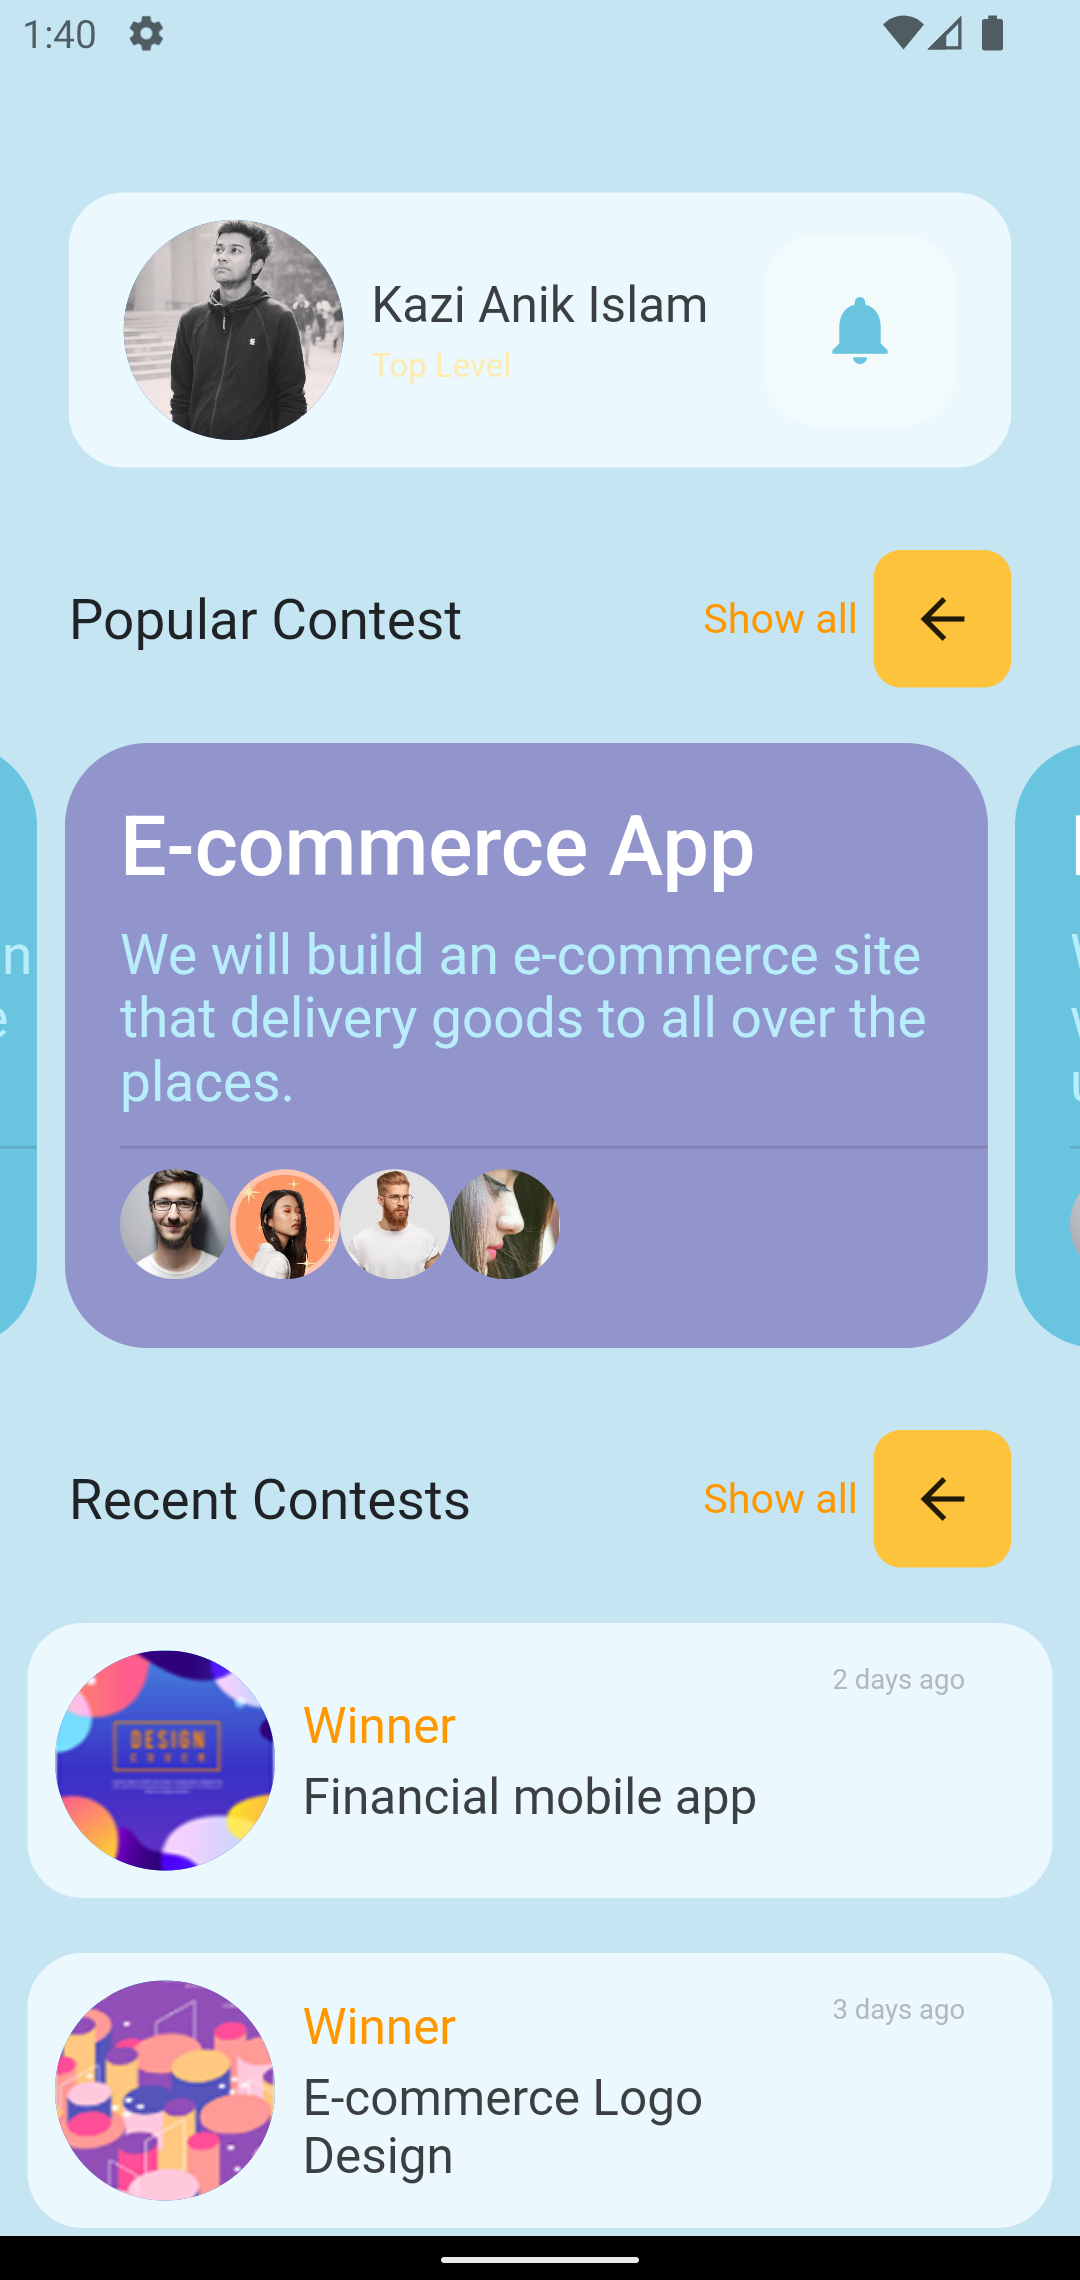 1:40
Kazi Anik Islam
Top Level
Popular Contest
Show all
E-commerce App
We will build an e-commerce site
that delivery goods to all over the
places.
Recent Contests
Show all
2 days ago
Winner
Financial mobile app
DESIGN
COVER
3 days ago
Winner
E-commerce Logo
Design